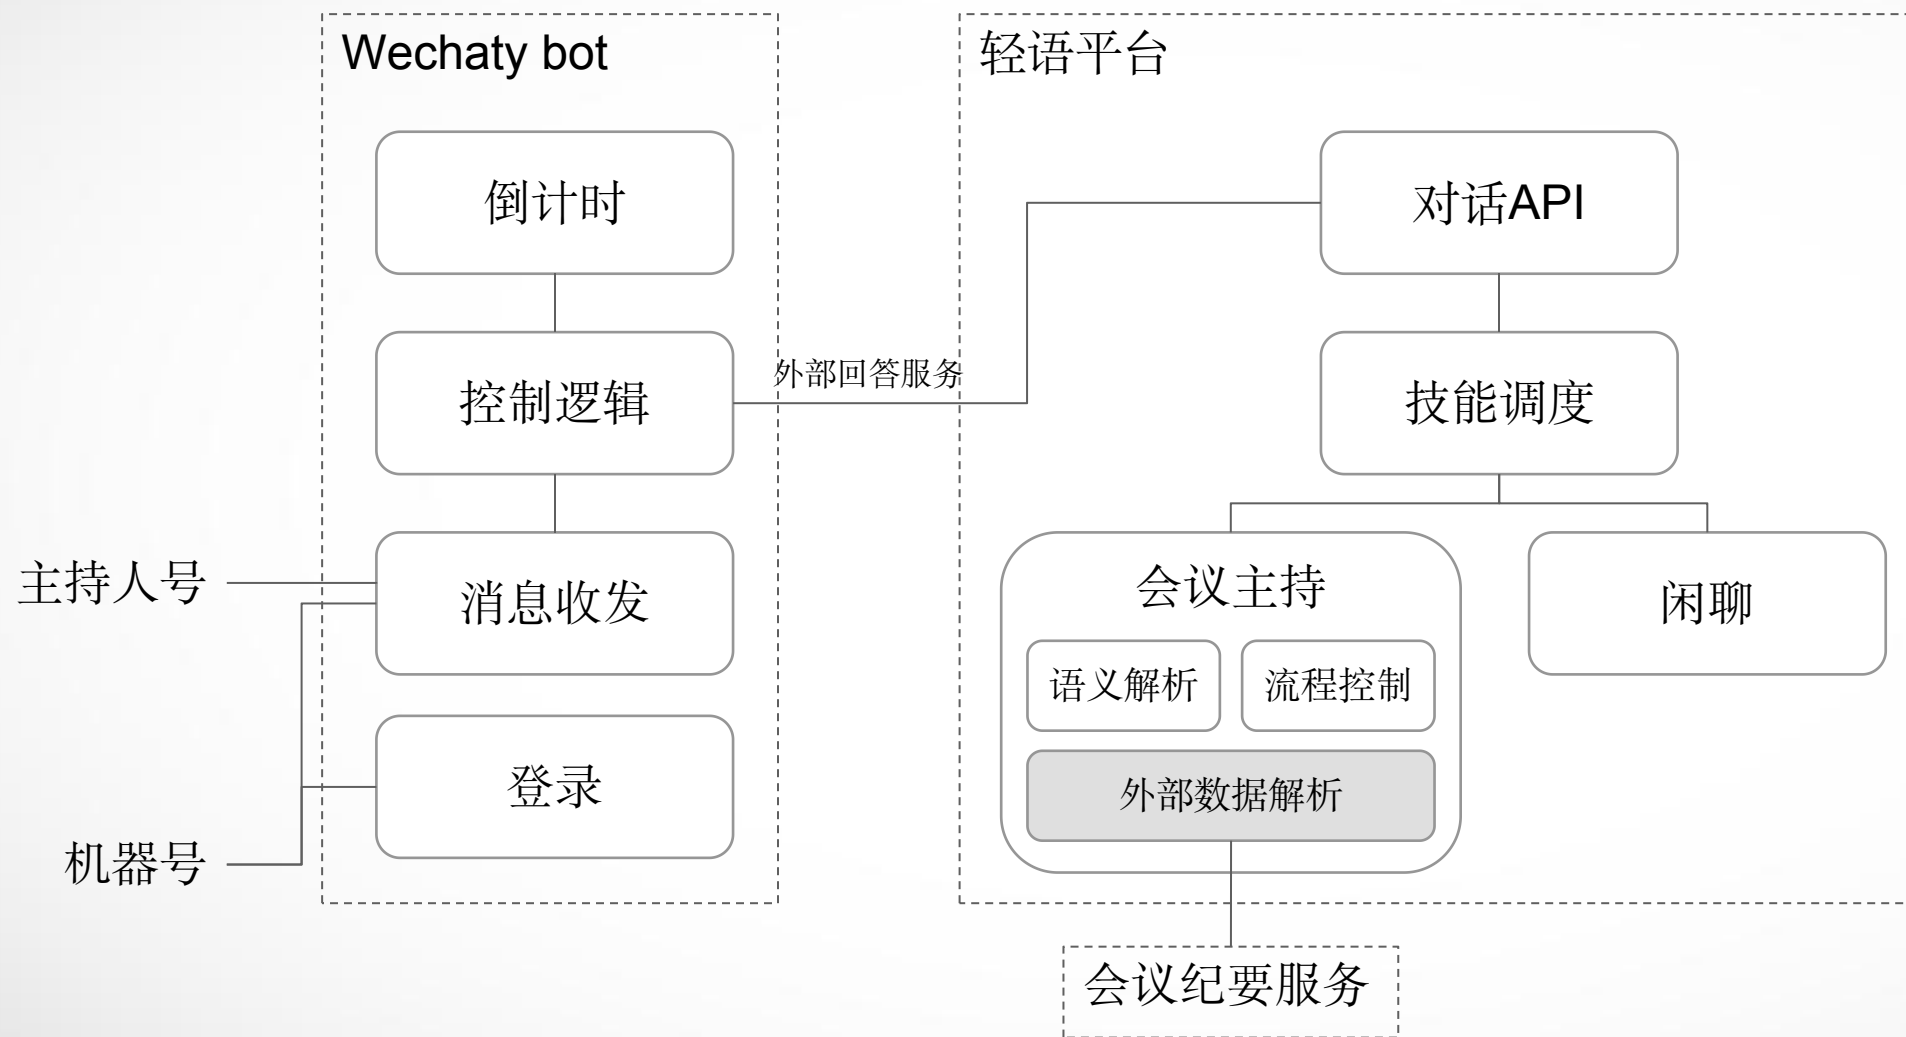 Wechaty bot
轻语平台
倒计时
对话API
控制逻辑
外部回答服务
技能调度
主持人号
消息收发
会议主持
闲聊
语义解析
流程控制
登录
外部数据解析
机器号
会议纪要服务